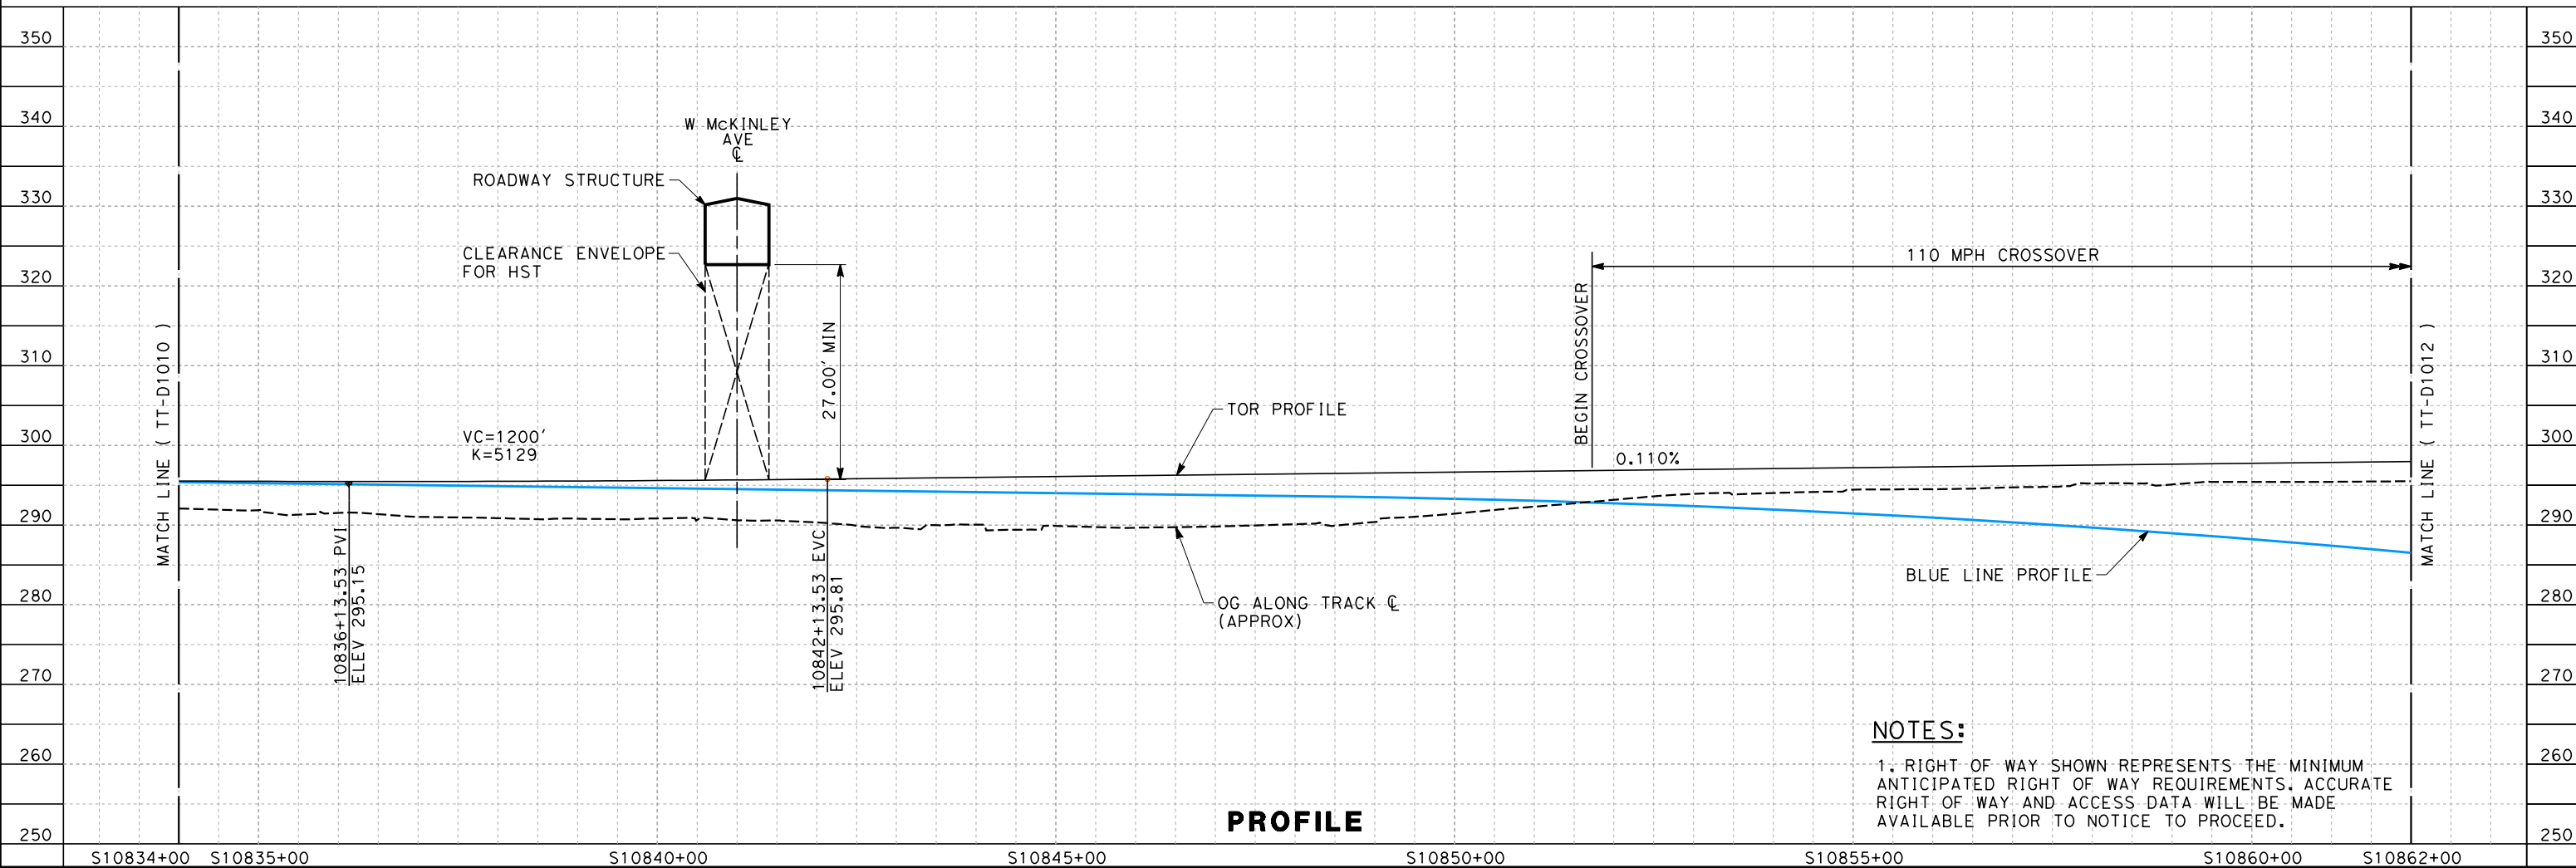 350
350
340
340
330
330
320
320
310
310
300
300
290
290
280
280
270
270
260
260
250
250
W McKINLEY
AVE
℄
ROADWAY STRUCTURE
CLEARANCE ENVELOPE
FOR HST
27.00' MIN
110 MPH CROSSOVER
BEGIN CROSSOVER
MATCH LINE ( TT-D1010 )
MATCH LINE ( TT-D1012 )
VC=1200'
K=5129
TOR PROFILE
0.110%
10836+13.53 PVI
ELEV 295.15
10842+13.53 EVC
ELEV 295.81
OG ALONG TRACK ℄
(APPROX)
BLUE LINE PROFILE
NOTES:
1. RIGHT OF WAY SHOWN REPRESENTS THE MINIMUM
ANTICIPATED RIGHT OF WAY REQUIREMENTS. ACCURATE
RIGHT OF WAY AND ACCESS DATA WILL BE MADE
AVAILABLE PRIOR TO NOTICE TO PROCEED.
PROFILE
S10834+00
S10835+00
S10840+00
S10845+00
S10850+00
S10855+00
S10860+00
S10862+00